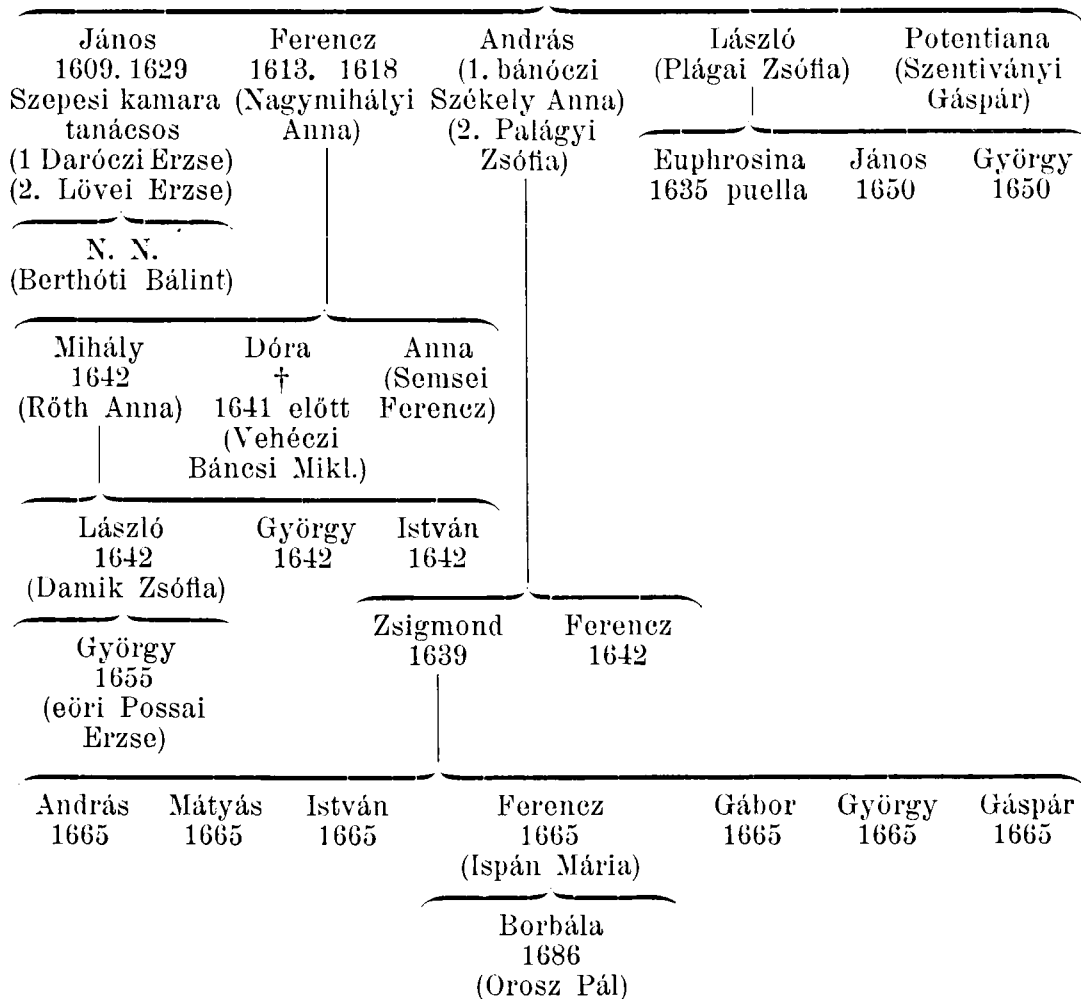 János
1609. 1629
Szepesi kamara
tanácsos
(1 Daróczi Erzse)
(2. Lövei Erzse)
Ferencz
1613. 1618
(Nagymihályi
Anna)
András
(1. bánóczi
Székely Anna)
(2. Palágyi
Zsófia)
László
(Plágai Zsófia)
Potentiana
(Szentiványi
Gáspár)
Euphrosina
1635 puella
János
1650
György
1650
N. N.
(Berthóti Bálint)
Mihály
1642
(Rőth Anna)
Dóra
†
1641 előtt
(Vehéczi
Báncsi Mikl.)
Anna
(Semsei
Ferencz)
László
1642
(Damik Zsófia)
György
1642
István
1642
Zsigmond
1639
Ferencz
1642
György
1655
(eöri Possai
Erzse)
András
1665
Mátyás
1665
István
1665
Ferencz
1665
(Ispán Mária)
Gábor
1665
György
1665
Gáspár
1665
Borbála
1686
(Orosz Pál)